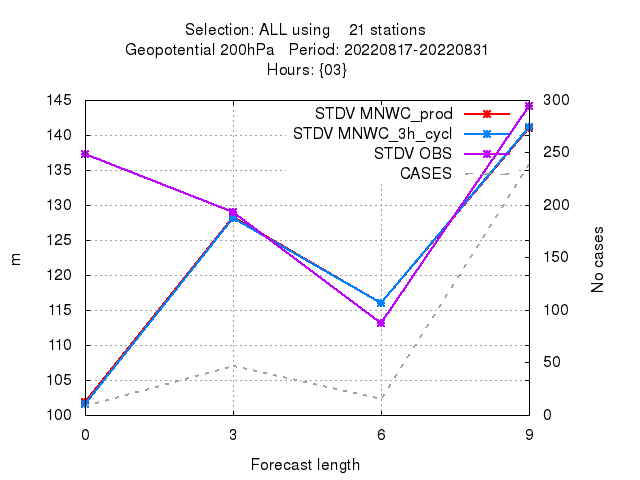 Selection: ALL using    21 stations
Geopotential 200hPa   Period: 20220817-20220831
Hours: {03}
STDV MNWC_prod
STDV MNWC_3h_cycl
STDV OBS
CASES
145
140
135
130
125
120
115
110
105
100
m
300
250
200
150
100
50
0
No cases
0 3 6 9
Forecast length